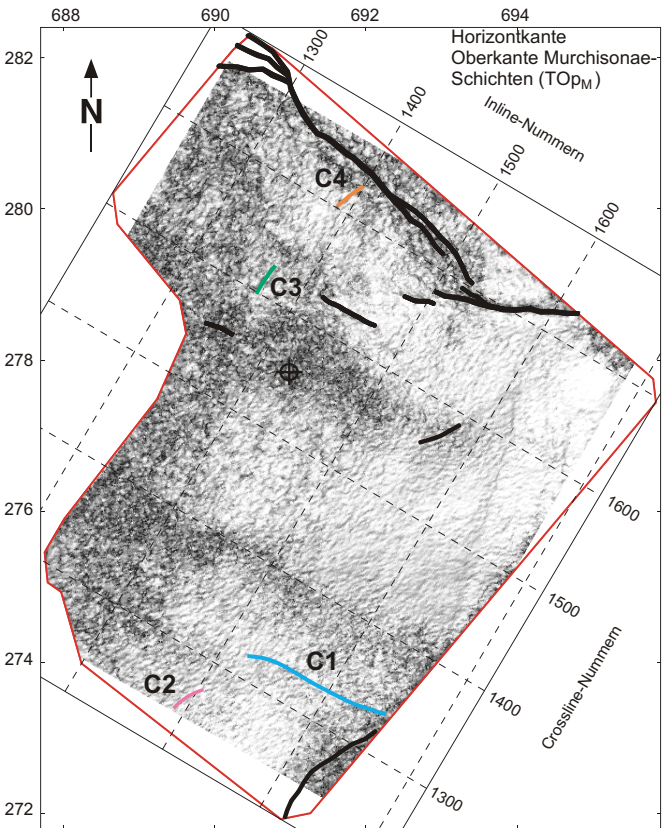 688 690 692 694
Horizontkante
Oberkante Murchisonae-
Schichten (TOpM)
282
280
278
276
274
272
N
Inline-Nummern
1300
1400
1500
1600
C4
C3
C1
C2
1600
1500
1400
1300
Crossline-Nummern